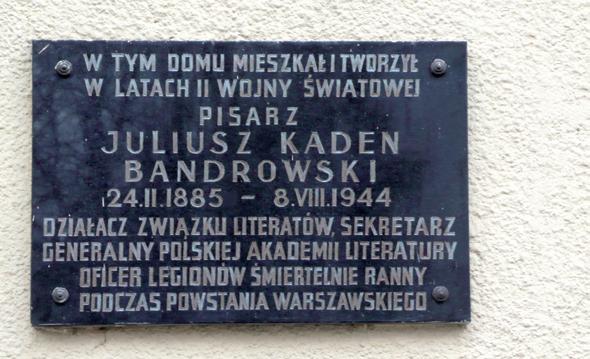 W TYM DOMU MIESZKAŁ I TWORZYŁ
W LATACH II WOJNY ŚWIATOWEJ
PISARZ
JULIUSZ KADEN
BANDROWSKI
24.II.1885 – 8.VIII.1944
DZIAŁACZ ZWIĄZKU LITERATÓW, SEKRETARZ
GENERALNY POLSKIEJ AKADEMII LITERATURY
OFICER LEGIONÓW ŚMIERTELNIE RANNY
PODCZAS POWSTANIA WARSZAWSKIEGO